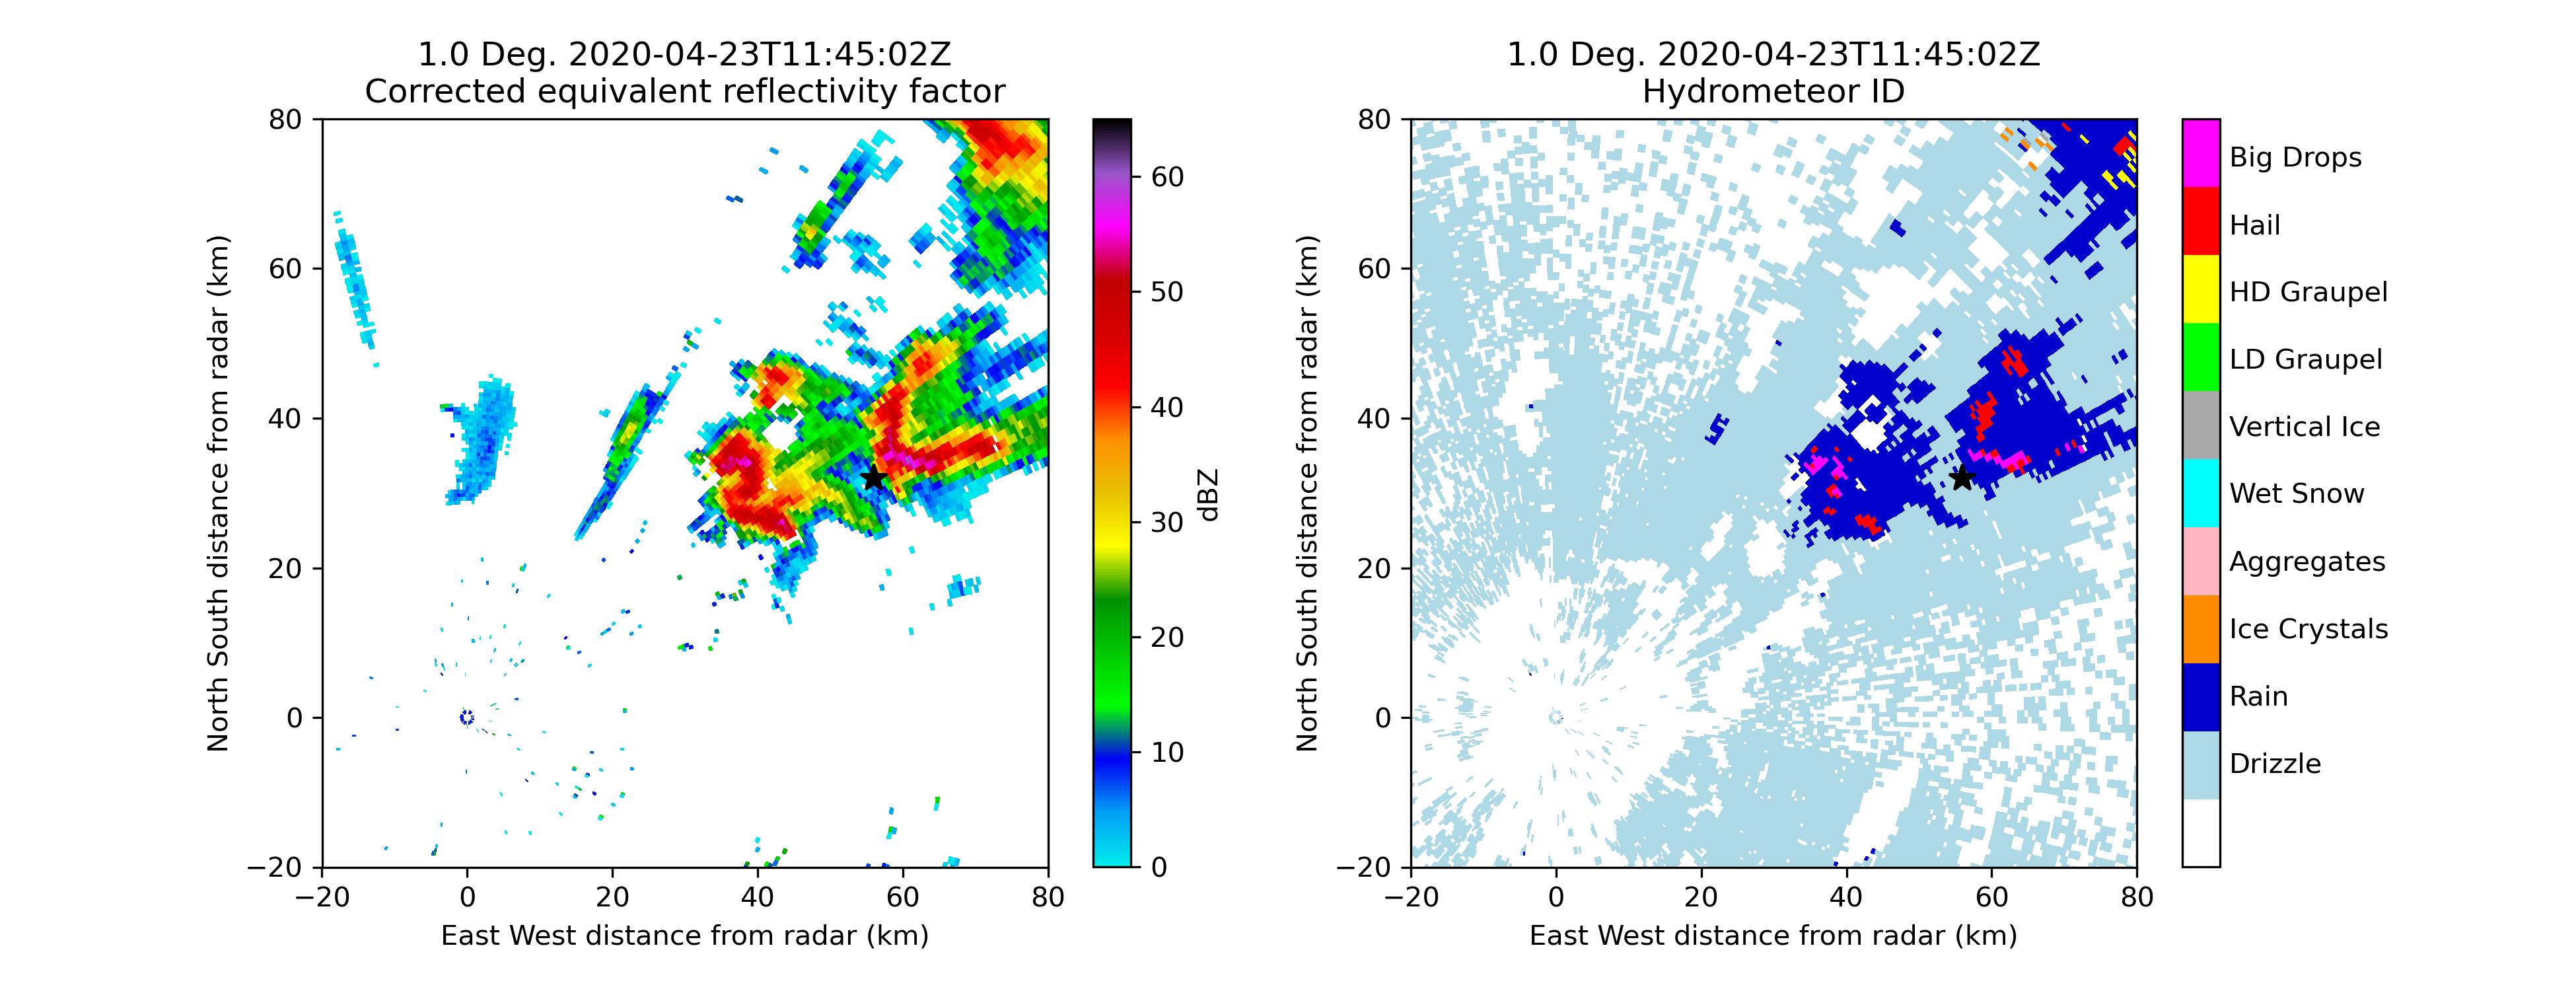 1.0 Deg. 2020-04-23T11:45:02Z
Corrected equivalent reflectivity factor
North South distance from radar (km)
80
60
40
20
0
−20
−20 0 20 40 60 80
East West distance from radar (km)
60
50
40
30
20
10
0
dBZ
1.0 Deg. 2020-04-23T11:45:02Z
Hydrometeor ID
North South distance from radar (km)
80
60
40
20
0
−20
−20 0 20 40 60 80
East West distance from radar (km)
Big Drops
Hail
HD Graupel
LD Graupel
Vertical Ice
Wet Snow
Aggregates
Ice Crystals
Rain
Drizzle